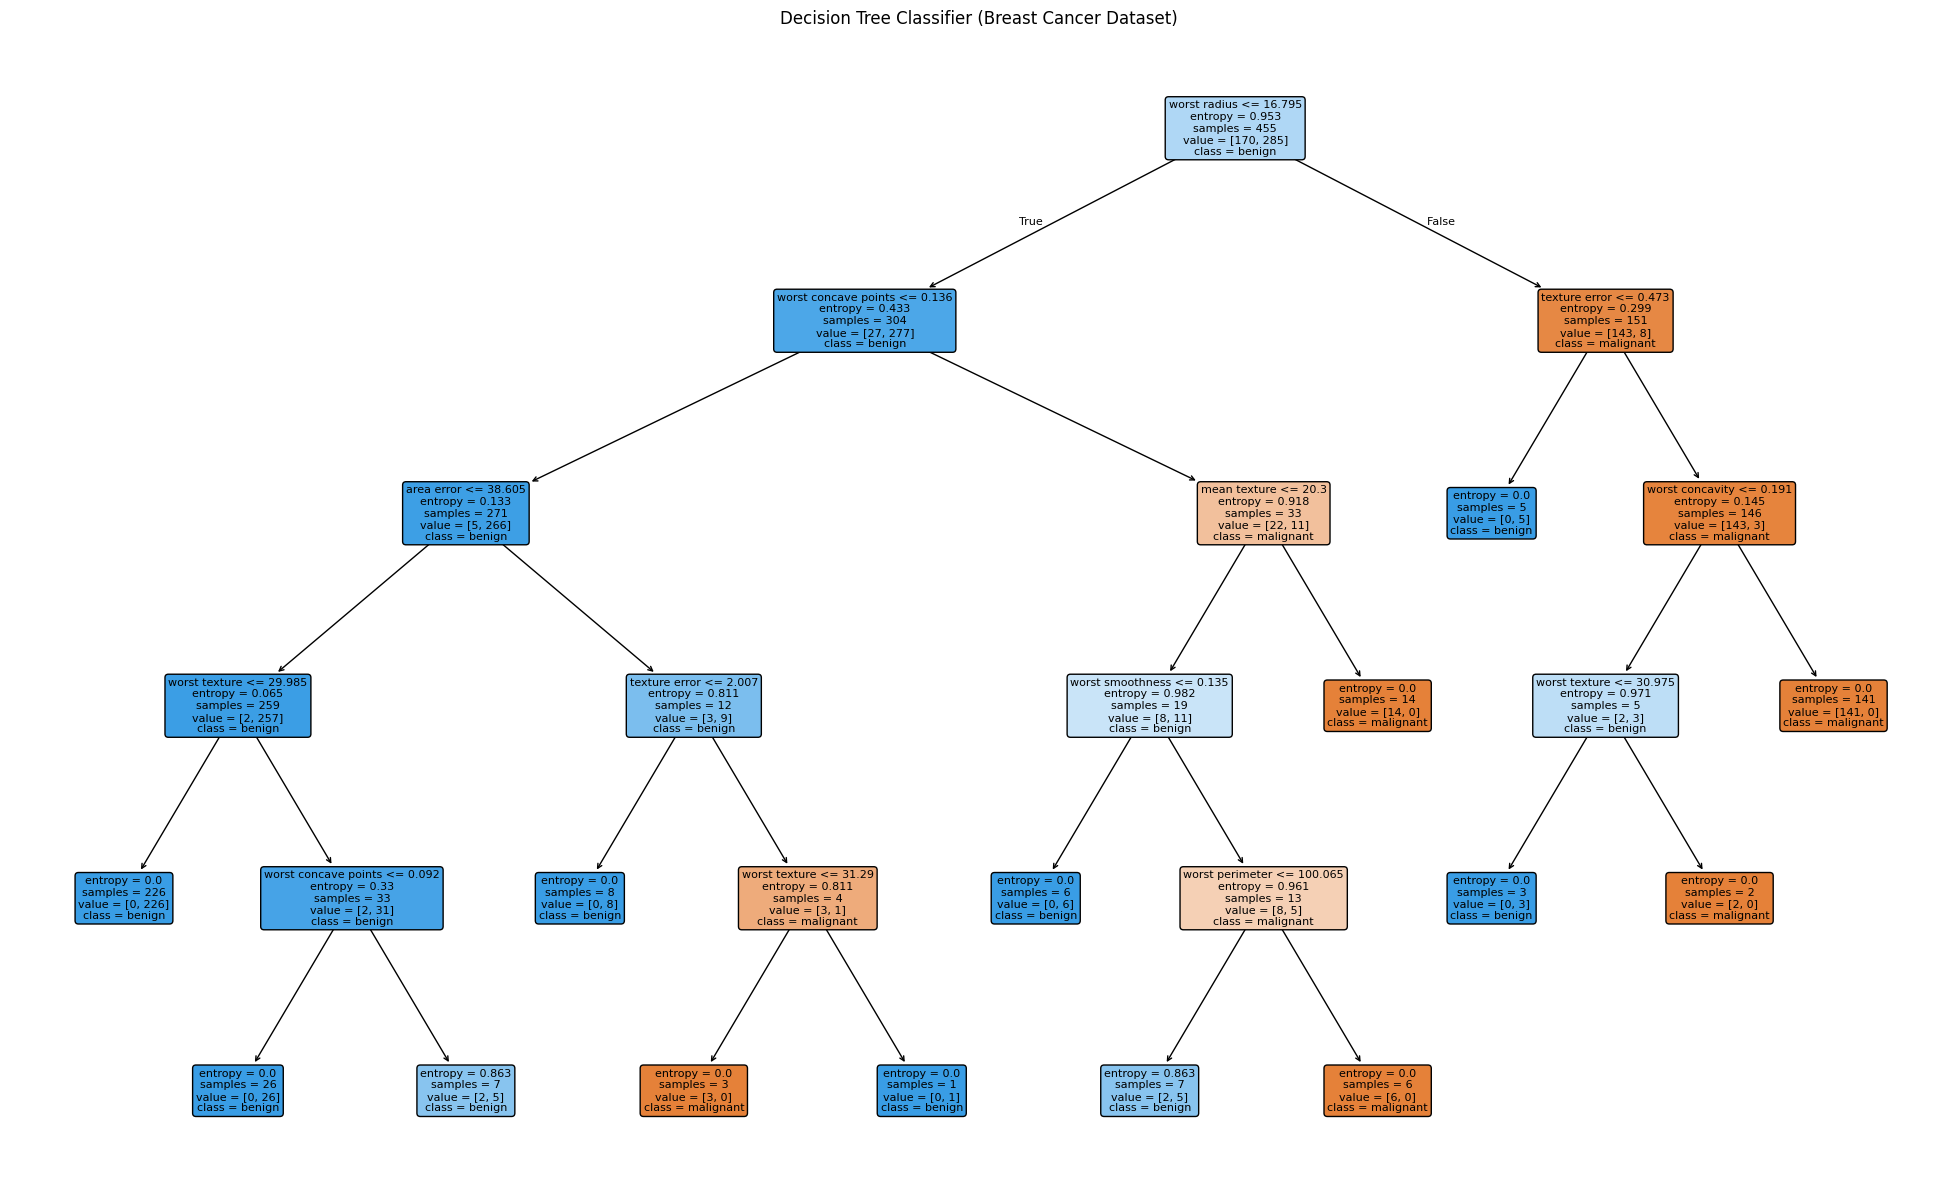 Decision Tree Classifier (Breast Cancer Dataset)
worst radius <= 16.795
entropy = 0.953
samples = 455
value = [170, 285]
class = benign
True
False
worst concave points <= 0.136
entropy = 0.433
samples = 304
value = [27, 277]
class = benign
texture error <= 0.473
entropy = 0.299
samples = 151
value = [143, 8]
class = malignant
area error <= 38.605
entropy = 0.133
samples = 271
value = [5, 266]
class = benign
mean texture <= 20.3
entropy = 0.918
samples = 33
value = [22, 11]
class = malignant
entropy = 0.0
samples = 5
value = [0, 5]
class = benign
worst concavity <= 0.191
entropy = 0.145
samples = 146
value = [143, 3]
class = malignant
worst texture <= 29.985
entropy = 0.065
samples = 259
value = [2, 257]
class = benign
texture error <= 2.007
entropy = 0.811
samples = 12
value = [3, 9]
class = benign
worst smoothness <= 0.135
entropy = 0.982
samples = 19
value = [8, 11]
class = benign
entropy = 0.0
samples = 14
value = [14, 0]
class = malignant
worst texture <= 30.975
entropy = 0.971
samples = 5
value = [2, 3]
class = benign
entropy = 0.0
samples = 141
value = [141, 0]
class = malignant
entropy = 0.0
samples = 226
value = [0, 226]
class = benign
worst concave points <= 0.092
entropy = 0.33
samples = 33
value = [2, 31]
class = benign
entropy = 0.0
samples = 8
value = [0, 8]
class = benign
worst texture <= 31.29
entropy = 0.811
samples = 4
value = [3, 1]
class = malignant
entropy = 0.0
samples = 6
value = [0, 6]
class = benign
worst perimeter <= 100.065
entropy = 0.961
samples = 13
value = [8, 5]
class = malignant
entropy = 0.0
samples = 3
value = [0, 3]
class = benign
entropy = 0.0
samples = 2
value = [2, 0]
class = malignant
entropy = 0.0
samples = 26
value = [0, 26]
class = benign
entropy = 0.863
samples = 7
value = [2, 5]
class = benign
entropy = 0.0
samples = 3
value = [3, 0]
class = malignant
entropy = 0.0
samples = 1
value = [0, 1]
class = benign
entropy = 0.863
samples = 7
value = [2, 5]
class = benign
entropy = 0.0
samples = 6
value = [6, 0]
class = malignant